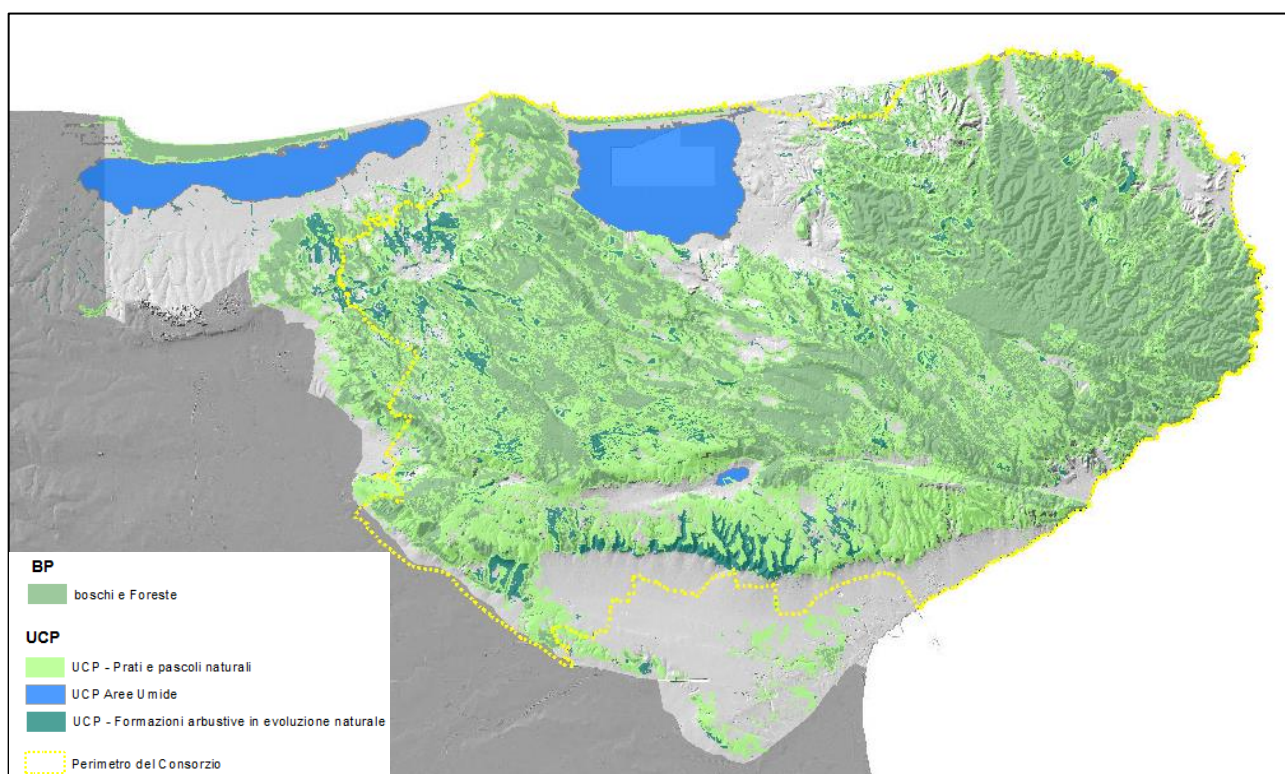 BP
boschi e Foreste
UCP
UCP - Prati e pascoli naturali
UCP Aree Umide
UCP - Formazioni arbustive in evoluzione naturale
Perimetro del Consorzio